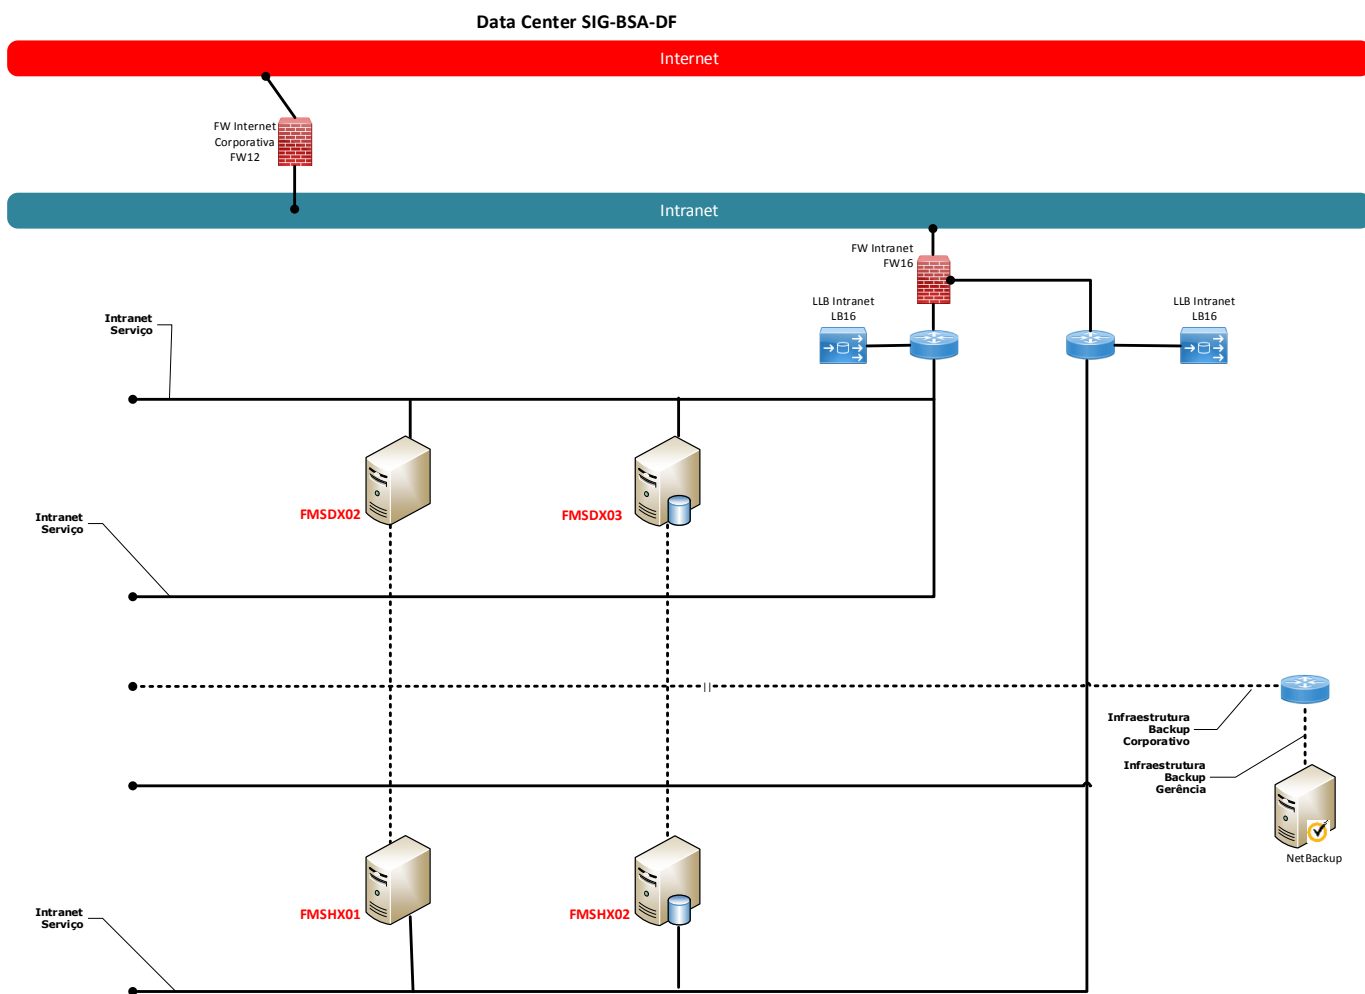 Data Center SIG-BSA-DF
Internet
FW Internet
Corporativa
FW12
Intranet
FW Intranet
FW16
LLB Intranet
LB16
LLB Intranet
LB16
Intranet
Serviço
FMSDX02
FMSDX03
Intranet
Serviço
Infraestrutura
Backup
Corporativo
Infraestrutura
Backup
Gerência
NetBackup
FMSHX01
FMSHX02
Intranet
Serviço